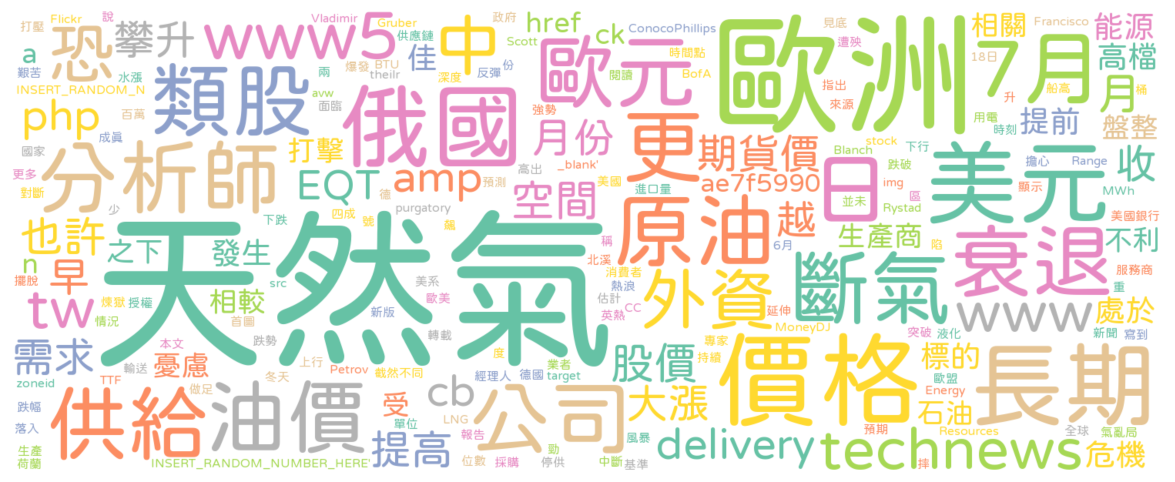 打壓 Flickr 說 Vladimir Gruber 政府 ConocoPhillips 見底 相關 Francisco 能源
恐 攀升 www5 供應鏈 佳 中 Scott href ck 時間點 歐洲 7月 遭殃 18日 高檔
a 艱苦 水漲 兩 爆發 BTU theilr 深度 反彈 份 歐元 閱讀 BofA 指出 船高 桶 月
INSERT_RANDOM_N avw 面臨 強勢 來源 升 用電 盤整
php 百萬 類股 俄國 月份 更 期貨價 時刻 提前
成真 國家 打擊 _blank' Blanch stock 下行 收
更多 分析師 EQT amp 預測 高出 美國 進口量 ae7f5990 日 跌破 擔心 Range
對斷 少 四成 號 德 purgatory 空間 img 區 並未 Rystad 美元 顯示 MWh
也許 之下 發生 下跌 飆 稱 原油 越 6月 生產商 陷 美國銀行 不利
n 早 擺脫 天然氣 src 美系 北溪 消費者 熱浪 斷氣 衰退 服務商
tw 煉獄 授權 相較 新版 歐美 估計 CC 外資 延伸 重
情況 首圖 轉載 英熱 MoneyDJ 突破 液化 www 處於 新聞 寫到
需求 本文 憂慮 跌勢 上行 度 業者 專家 持續 標的
zoneid TTF 輸送 冬天 Petrov 截然不同 經理人 德國 target 股價 價格 歐盟 Energy 長期
跌幅 供給 做足 油價 受 cb LNG 公司 大漲 石油 Resources
落入 單位 報告 風暴 預期 全球 氣亂局
生產 提高 位數 勁 delivery technews 危機
荷蘭 INSERT_RANDOM_NUMBER_HERE' 採購 停供 中斷 基準 摔